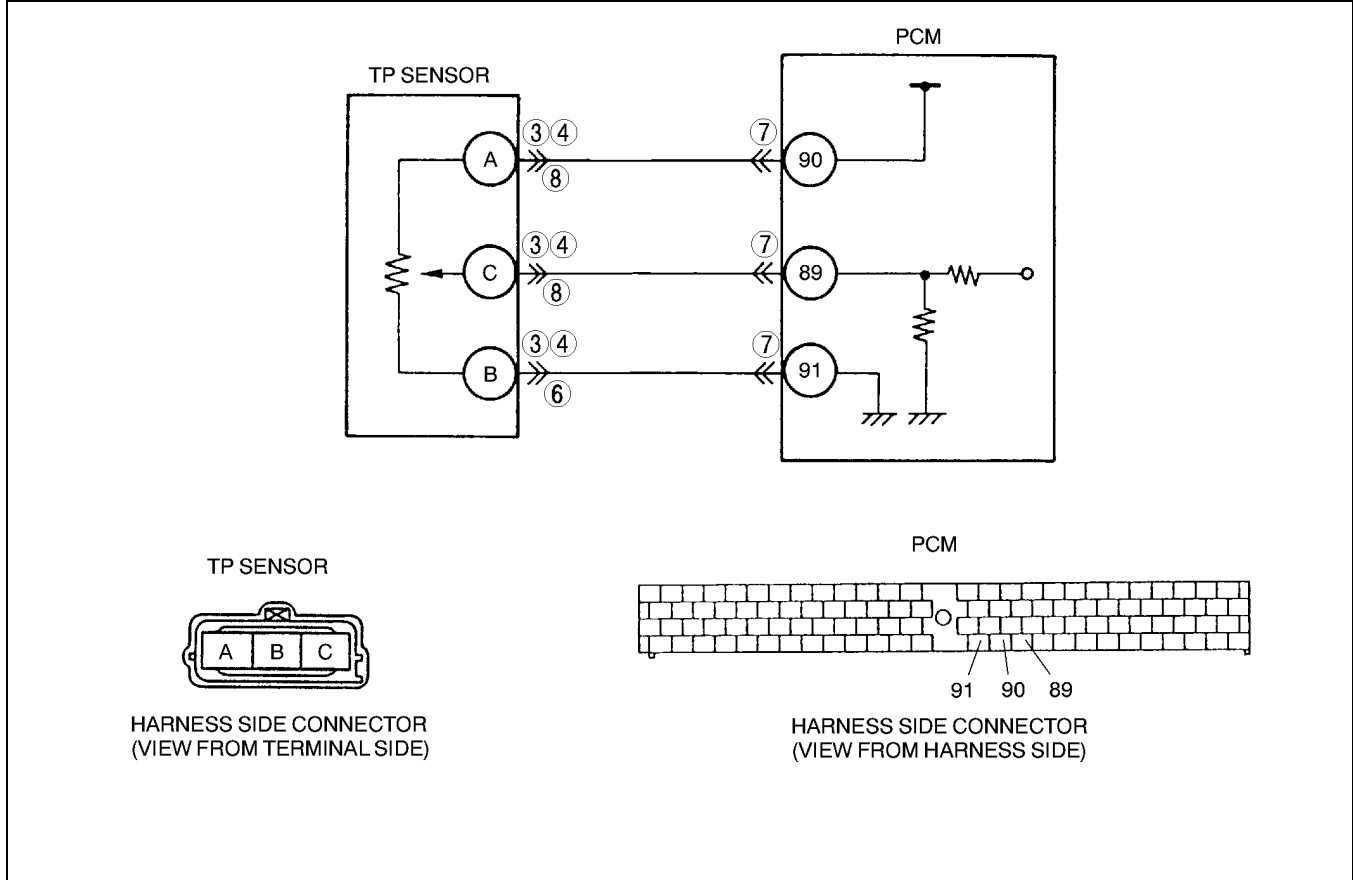 PCM
TP SENSOR
③④ ⑦
A 90
⑧
③④ ⑦
C 89
⑧
③④ ⑦
B 91
⑥
PCM
TP SENSOR
A B C
91 90 89
HARNESS SIDE CONNECTOR
(VIEW FROM TERMINAL SIDE)
HARNESS SIDE CONNECTOR
(VIEW FROM HARNESS SIDE)